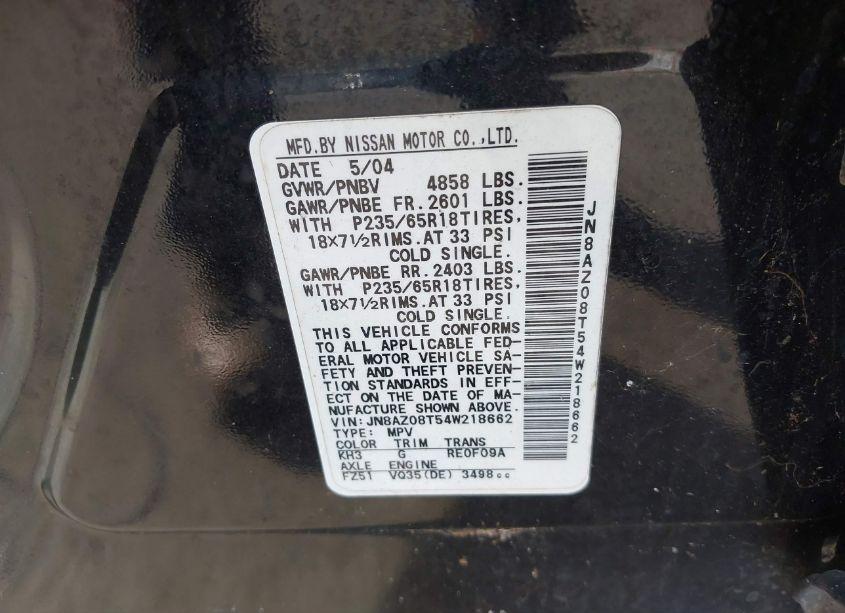 MFD.BY NISSAN MOTOR CO.,LTD.
DATE 5/04
GVWR/PNBV 4858 LBS.
GAWR/PNBE FR.2601 LBS.
WITH P235/65R18TIRES,
18×7½RIMS.AT 33 PSI
COLD SINGLE.
GAWR/PNBE RR.2403 LBS.
WITH P235/65R18TIRES,
18×7½RIMS.AT 33 PSI
COLD SINGLE.
THIS VEHICLE CONFORMS
TO ALL APPLICABLE FED-
ERAL MOTOR VEHICLE SA-
FETY AND THEFT PREVEN-
TION STANDARDS IN EFF-
ECT ON THE DATE OF MA-
NUFACTURE SHOWN ABOVE.
VIN:JN8AZ08T54W218662
TYPE: MPV
COLOR TRIM TRANS
KH3 G RE0F09A
AXLE ENGINE
FZ51 VQ35(DE) 3498cc
JN8AZ08T54W218662